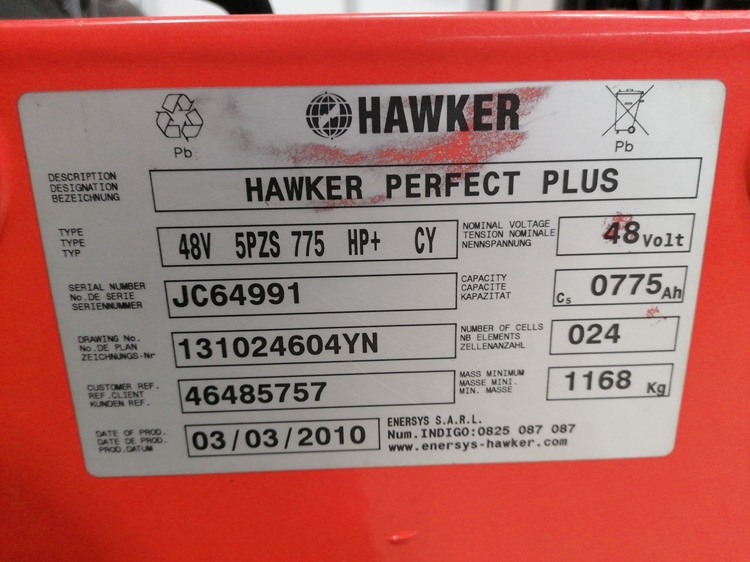 HAWKER
Pb
Pb
DESCRIPTION
DESIGNATION
BEZEICHNUNG
HAWKER PERFECT PLUS
TYPE
TYPE
TYP
48V 5PZS 775 HP+ CY
NOMINAL VOLTAGE
TENSION NOMINALE
NENNSPANNUNG
48 Volt
SERIAL NUMBER
No.DE SERIE
SERIENNUMMER
JC64991
CAPACITY
CAPACITE
KAPAZITAT
C5 0775 Ah
DRAWING No.
No.DE PLAN
ZEICHNUNGS-Nr
131024604YN
NUMBER OF CELLS
NB ELEMENTS
ZELLENANZAHL
024
CUSTOMER REF.
REF.CLIENT
KUNDEN REF.
46485757
MASS MINIMUM
MASSE MINI.
MIN. MASSE
1168 Kg
DATE OF PROD.
DATE DE PROD.
PROD.DATUM
03/03/2010
ENERSYS S.A.R.L.
Num.INDIGO:0825 087 087
www.enersys-hawker.com